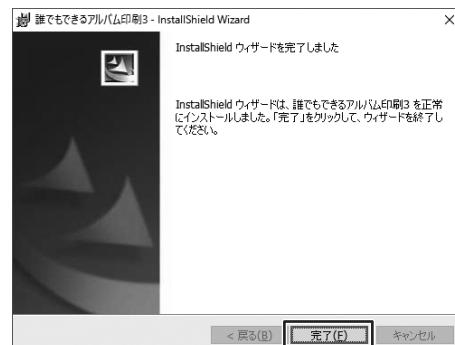 誰でもできるアルバム印刷3 - InstallShield Wizard
InstallShield ウィザードを完了しました
InstallShield ウィザードは、誰でもできるアルバム印刷3 を正常
にインストールしました。「完了」をクリックして、ウィザードを終了し
てください。
< 戻る(B)
完了(F)
キャンセル